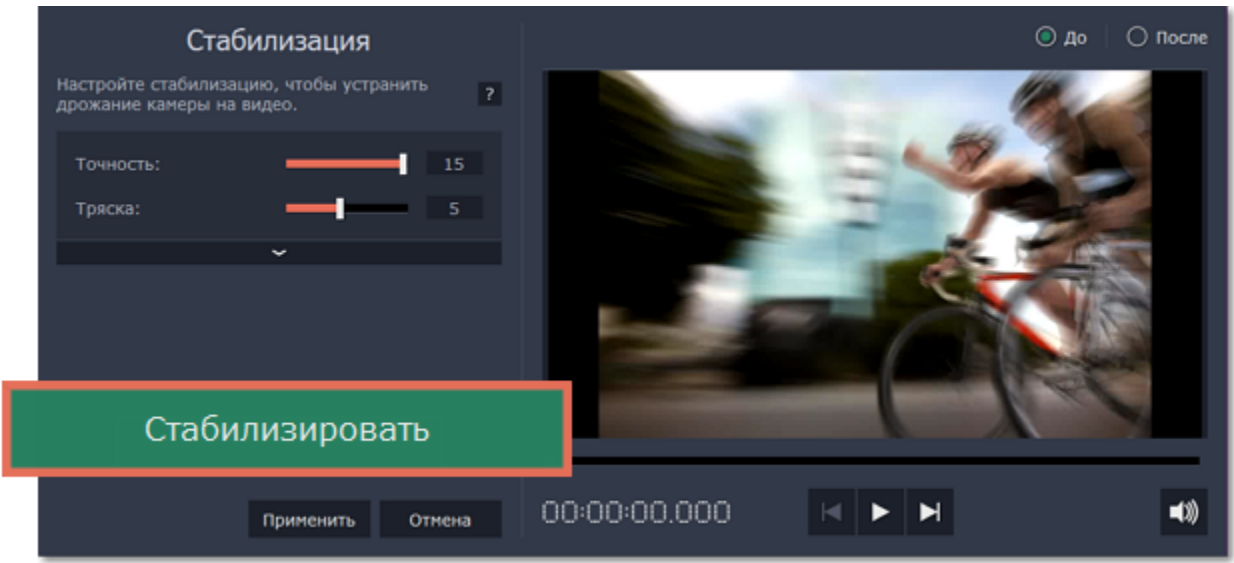 Стабилизация
До
После
Настройте стабилизацию, чтобы устранить
дрожание камеры на видео.
?
Точность: 15
Тряска: 5
Стабилизировать
Применить
Отмена
00:00:00.000